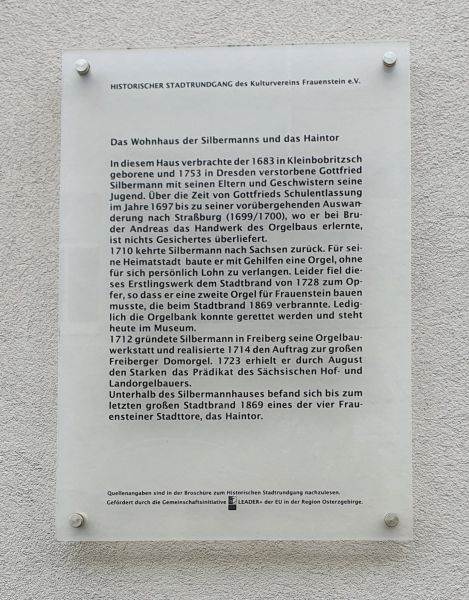 HISTORISCHER STADTRUNDGANG des Kulturvereins Frauenstein e.V.
Das Wohnhaus der Silbermanns und das Haintor
In diesem Haus verbrachte der 1683 in Kleinbobritzsch
geborene und 1753 in Dresden verstorbene Gottfried
Silbermann mit seinen Eltern und Geschwistern seine
Jugend. Über die Zeit von Gottfrieds Schulentlassung
im Jahre 1697 bis zu seiner vorübergehenden Auswan-
derung nach Straßburg (1699/1700), wo er bei Bru-
der Andreas das Handwerk des Orgelbaus erlernte,
ist nichts Gesichertes überliefert.
1710 kehrte Silbermann nach Sachsen zurück. Für sei-
ne Heimatstadt baute er mit Gehilfen eine Orgel, ohne
für sich persönlich Lohn zu verlangen. Leider fiel die-
ses Erstlingswerk dem Stadtbrand von 1728 zum Op-
fer, so dass er eine zweite Orgel für Frauenstein bauen
musste, die beim Stadtbrand 1869 verbrannte. Ledig-
lich die Orgelbank konnte gerettet werden und steht
heute im Museum.
1712 gründete Silbermann in Freiberg seine Orgelbau-
werkstatt und realisierte 1714 den Auftrag zur großen
Freiberger Domorgel. 1723 erhielt er durch August
den Starken das Prädikat des Sächsischen Hof- und
Landorgelbauers.
Unterhalb des Silbermannhauses befand sich bis zum
letzten großen Stadtbrand 1869 eines der vier Frau-
ensteiner Stadttore, das Haintor.
Quellenangaben sind in der Broschüre zum Historischen Stadtrundgang nachzulesen.
Gefördert durch die Gemeinschaftsinitiative LEADER+ der EU in der Region Osterzgebirge.